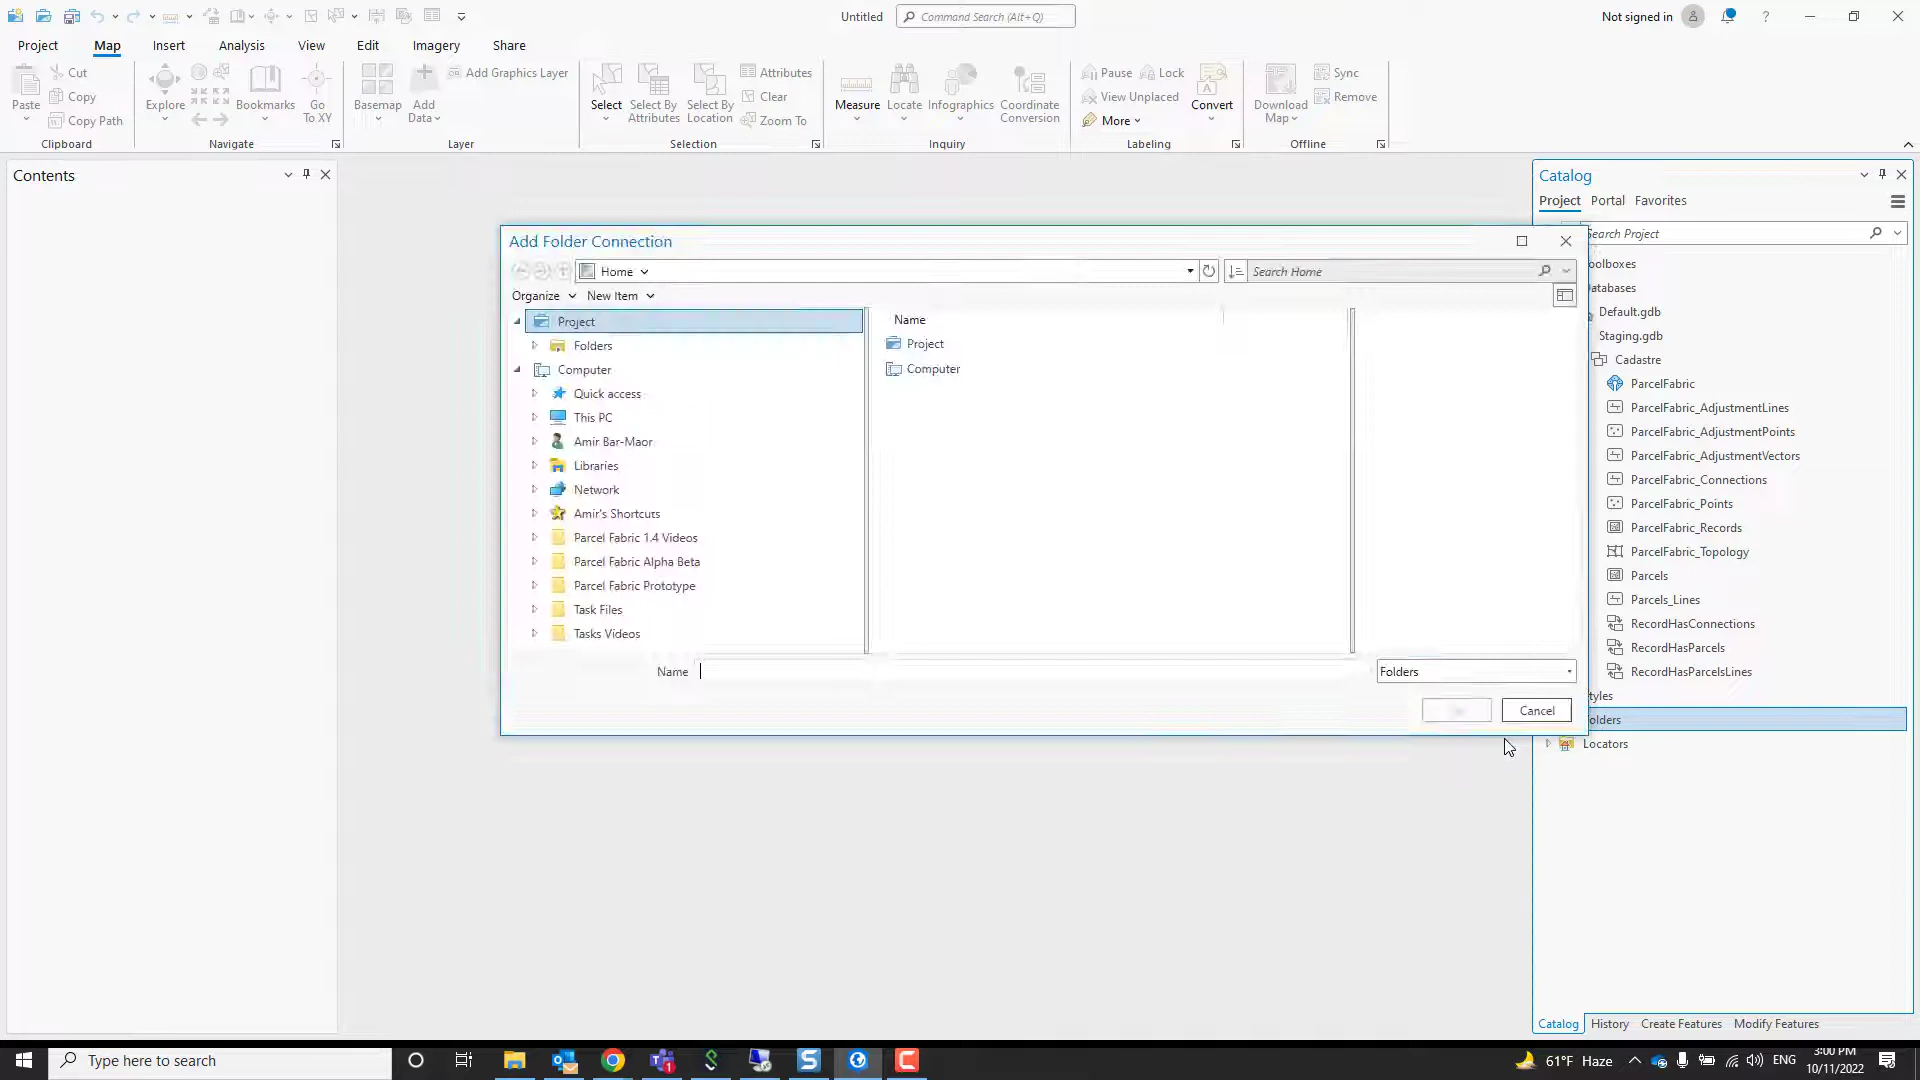 Untitled
Command Search (Alt+Q)
Not signed in
Project
Map
Insert
Analysis
View
Edit
Imagery
Share
Paste
Cut
Copy
Copy Path
Clipboard
Explore
Bookmarks
Go
To XY
Navigate
Basemap
Add
Data
Add Graphics Layer
Layer
Select
Select By
Attributes
Select By
Location
Attributes
Clear
Zoom To
Selection
Measure
Locate
Infographics
Coordinate
Conversion
Inquiry
Pause
Lock
View Unplaced
More
Convert
Labeling
Download
Map
Sync
Remove
Offline
Contents
Add Folder Connection
Home
Search Home
Organize
New Item
Project
Folders
Computer
Quick access
This PC
Amir Bar-Maor
Libraries
Network
Amir's Shortcuts
Parcel Fabric 1.4 Videos
Parcel Fabric Alpha Beta
Parcel Fabric Prototype
Task Files
Tasks Videos
Name
Project
Computer
Name
Folders
Cancel
Catalog
Project
Portal
Favorites
Search Project
oolboxes
atabases
Default.gdb
Staging.gdb
Cadastre
ParcelFabric
ParcelFabric_AdjustmentLines
ParcelFabric_AdjustmentPoints
ParcelFabric_AdjustmentVectors
ParcelFabric_Connections
ParcelFabric_Points
ParcelFabric_Records
ParcelFabric_Topology
Parcels
Parcels_Lines
RecordHasConnections
RecordHasParcels
RecordHasParcelsLines
tyles
olders
Locators
Catalog
History
Create Features
Modify Features
Type here to search
61°F Haze
ENG
3:00 PM
10/11/2022